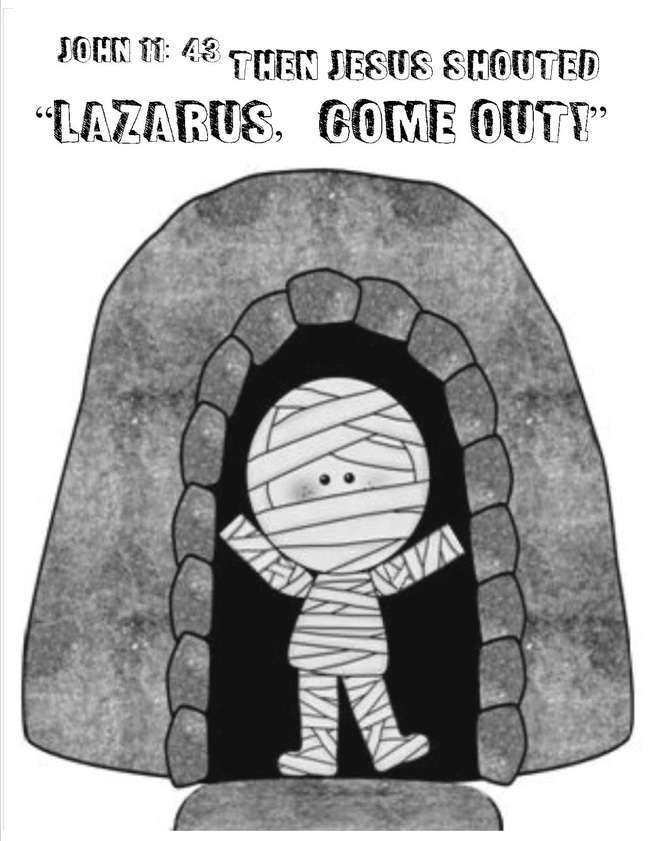 JOHN 11: 43 THEN JESUS SHOUTED
“LAZARUS, COME OUT!”